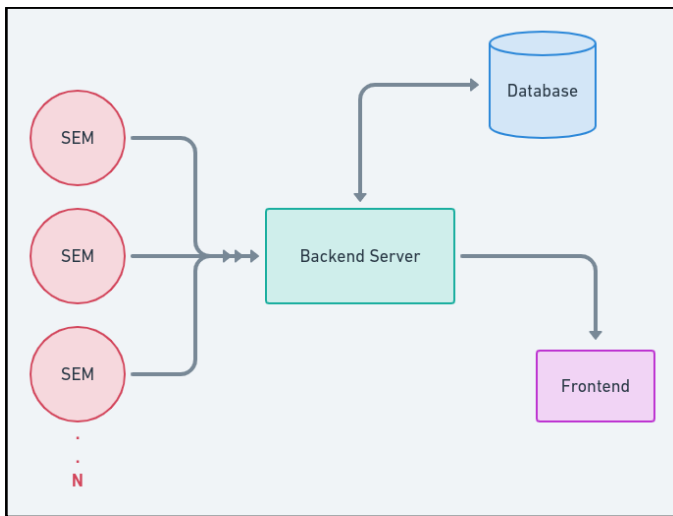 Database
SEM
SEM
Backend Server
SEM
Frontend
.
.
N